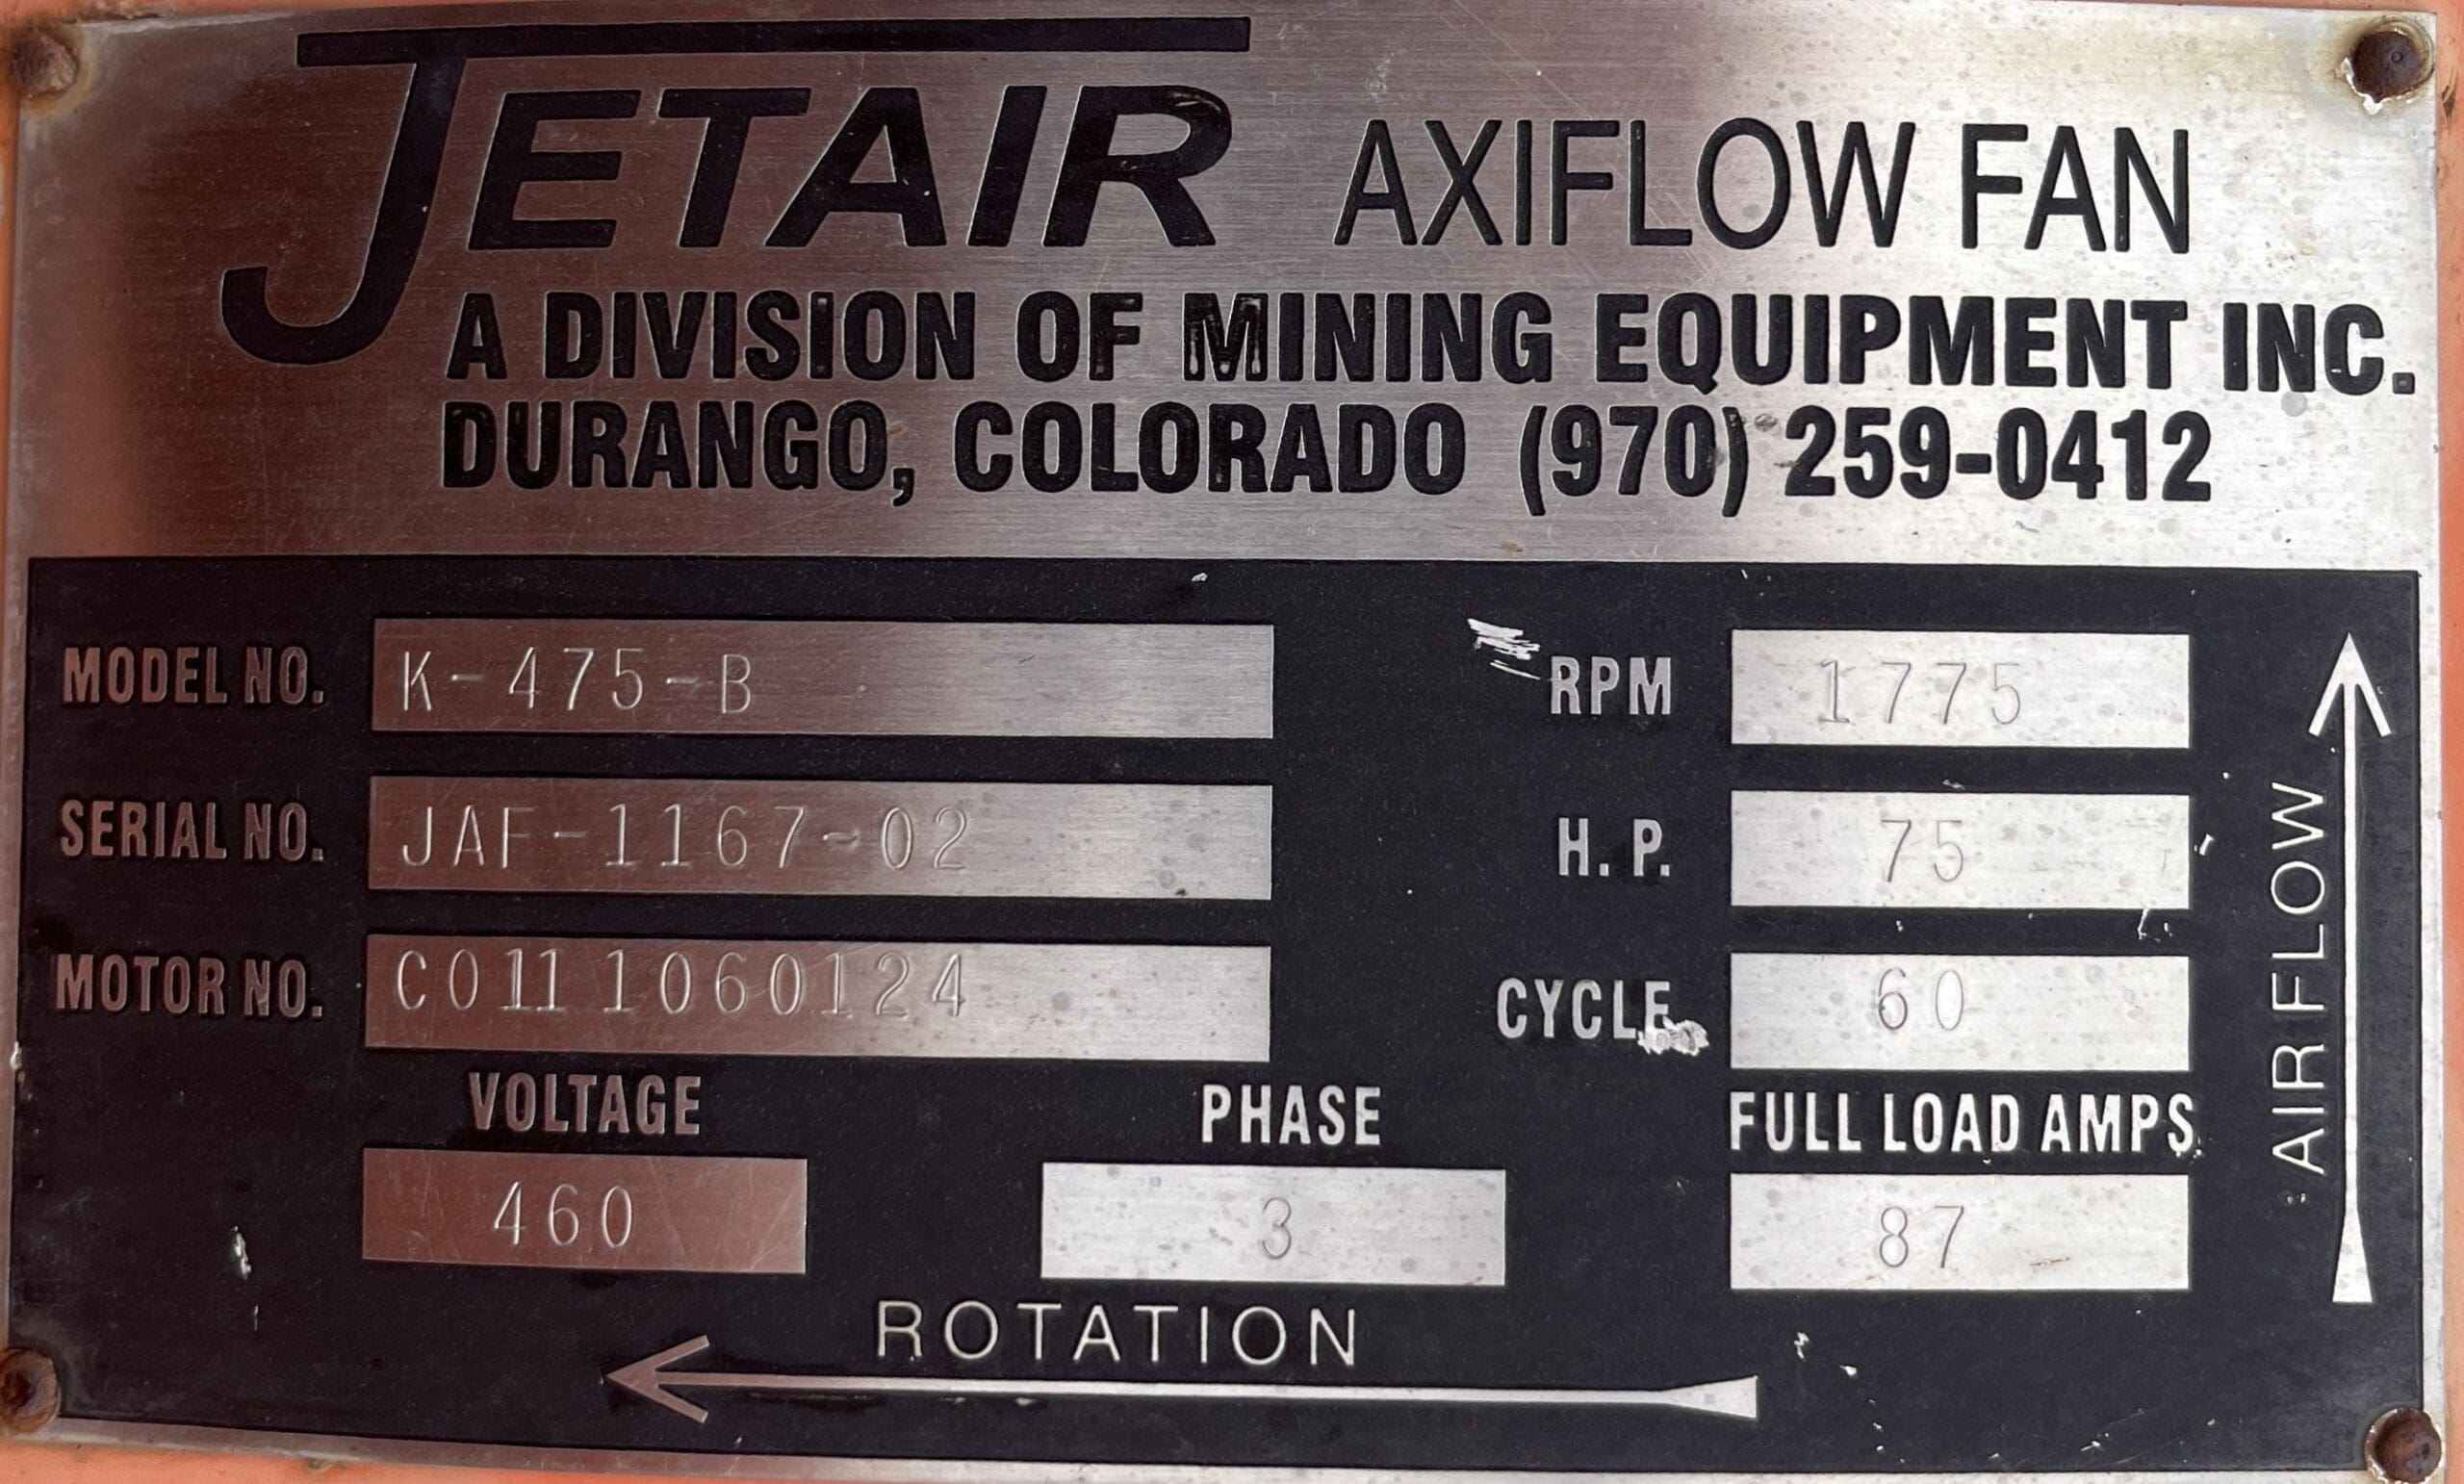 JETAIR AXIFLOW FAN
A DIVISION OF MINING EQUIPMENT INC.
DURANGO, COLORADO (970) 259-0412
MODEL NO. K-475-B
RPM 1775
SERIAL NO. JAF-1167-02
H. P. 75
MOTOR NO. C0111060124
CYCLE 60
VOLTAGE PHASE FULL LOAD AMPS
460 3 87
AIR FLOW
ROTATION